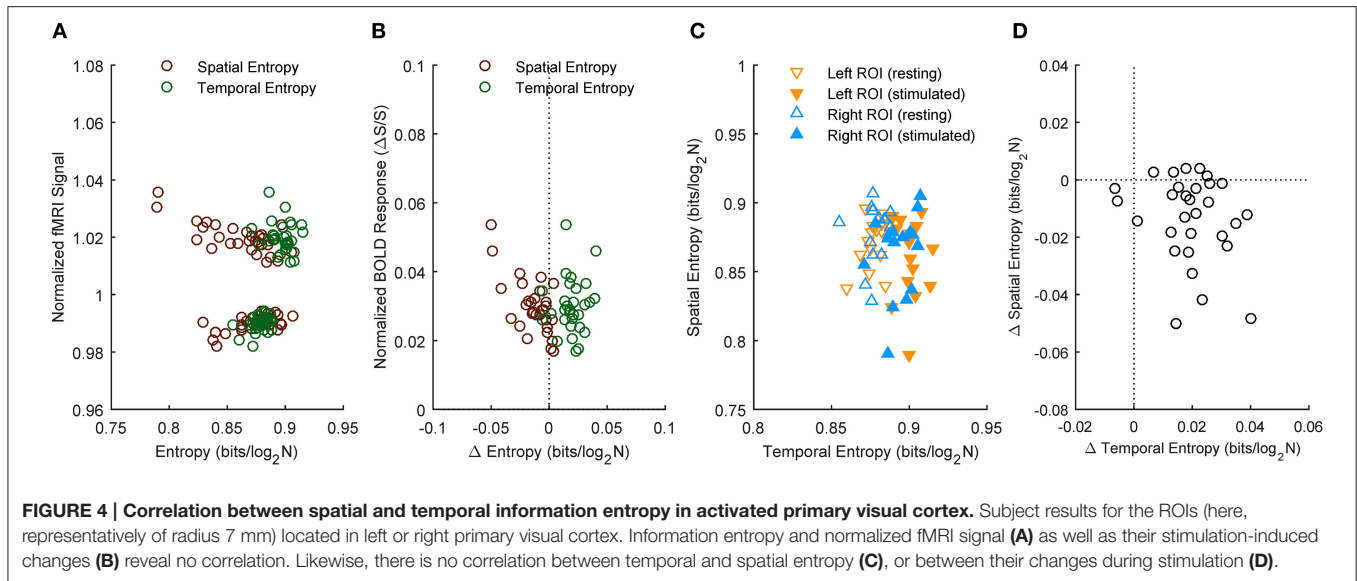 A
B
C
D
Spatial Entropy
Temporal Entropy
Normalized fMRI Signal
1.08
1.06
1.04
1.02
1
0.98
0.96
0.75
0.8
0.85
0.9
0.95
Entropy (bits/log2N)
Spatial Entropy
Temporal Entropy
Normalized BOLD Response (ΔS/S)
0.1
0.08
0.06
0.04
0.02
0
-0.1
-0.05
0
0.05
0.1
Δ Entropy (bits/log2N)
Left ROI (resting)
Left ROI (stimulated)
Right ROI (resting)
Right ROI (stimulated)
Spatial Entropy (bits/log2N)
1
0.95
0.9
0.85
0.8
0.75
0.8
0.85
0.9
0.95
Temporal Entropy (bits/log2N)
Δ Spatial Entropy (bits/log2N)
0.04
0.02
0
-0.02
-0.04
-0.06
-0.08
-0.02
0
0.02
0.04
0.06
Δ Temporal Entropy (bits/log2N)
FIGURE 4 | Correlation between spatial and temporal information entropy in activated primary visual cortex. Subject results for the ROIs (here,
representatively of radius 7 mm) located in left or right primary visual cortex. Information entropy and normalized fMRI signal (A) as well as their stimulation-induced
changes (B) reveal no correlation. Likewise, there is no correlation between temporal and spatial entropy (C), or between their changes during stimulation (D).